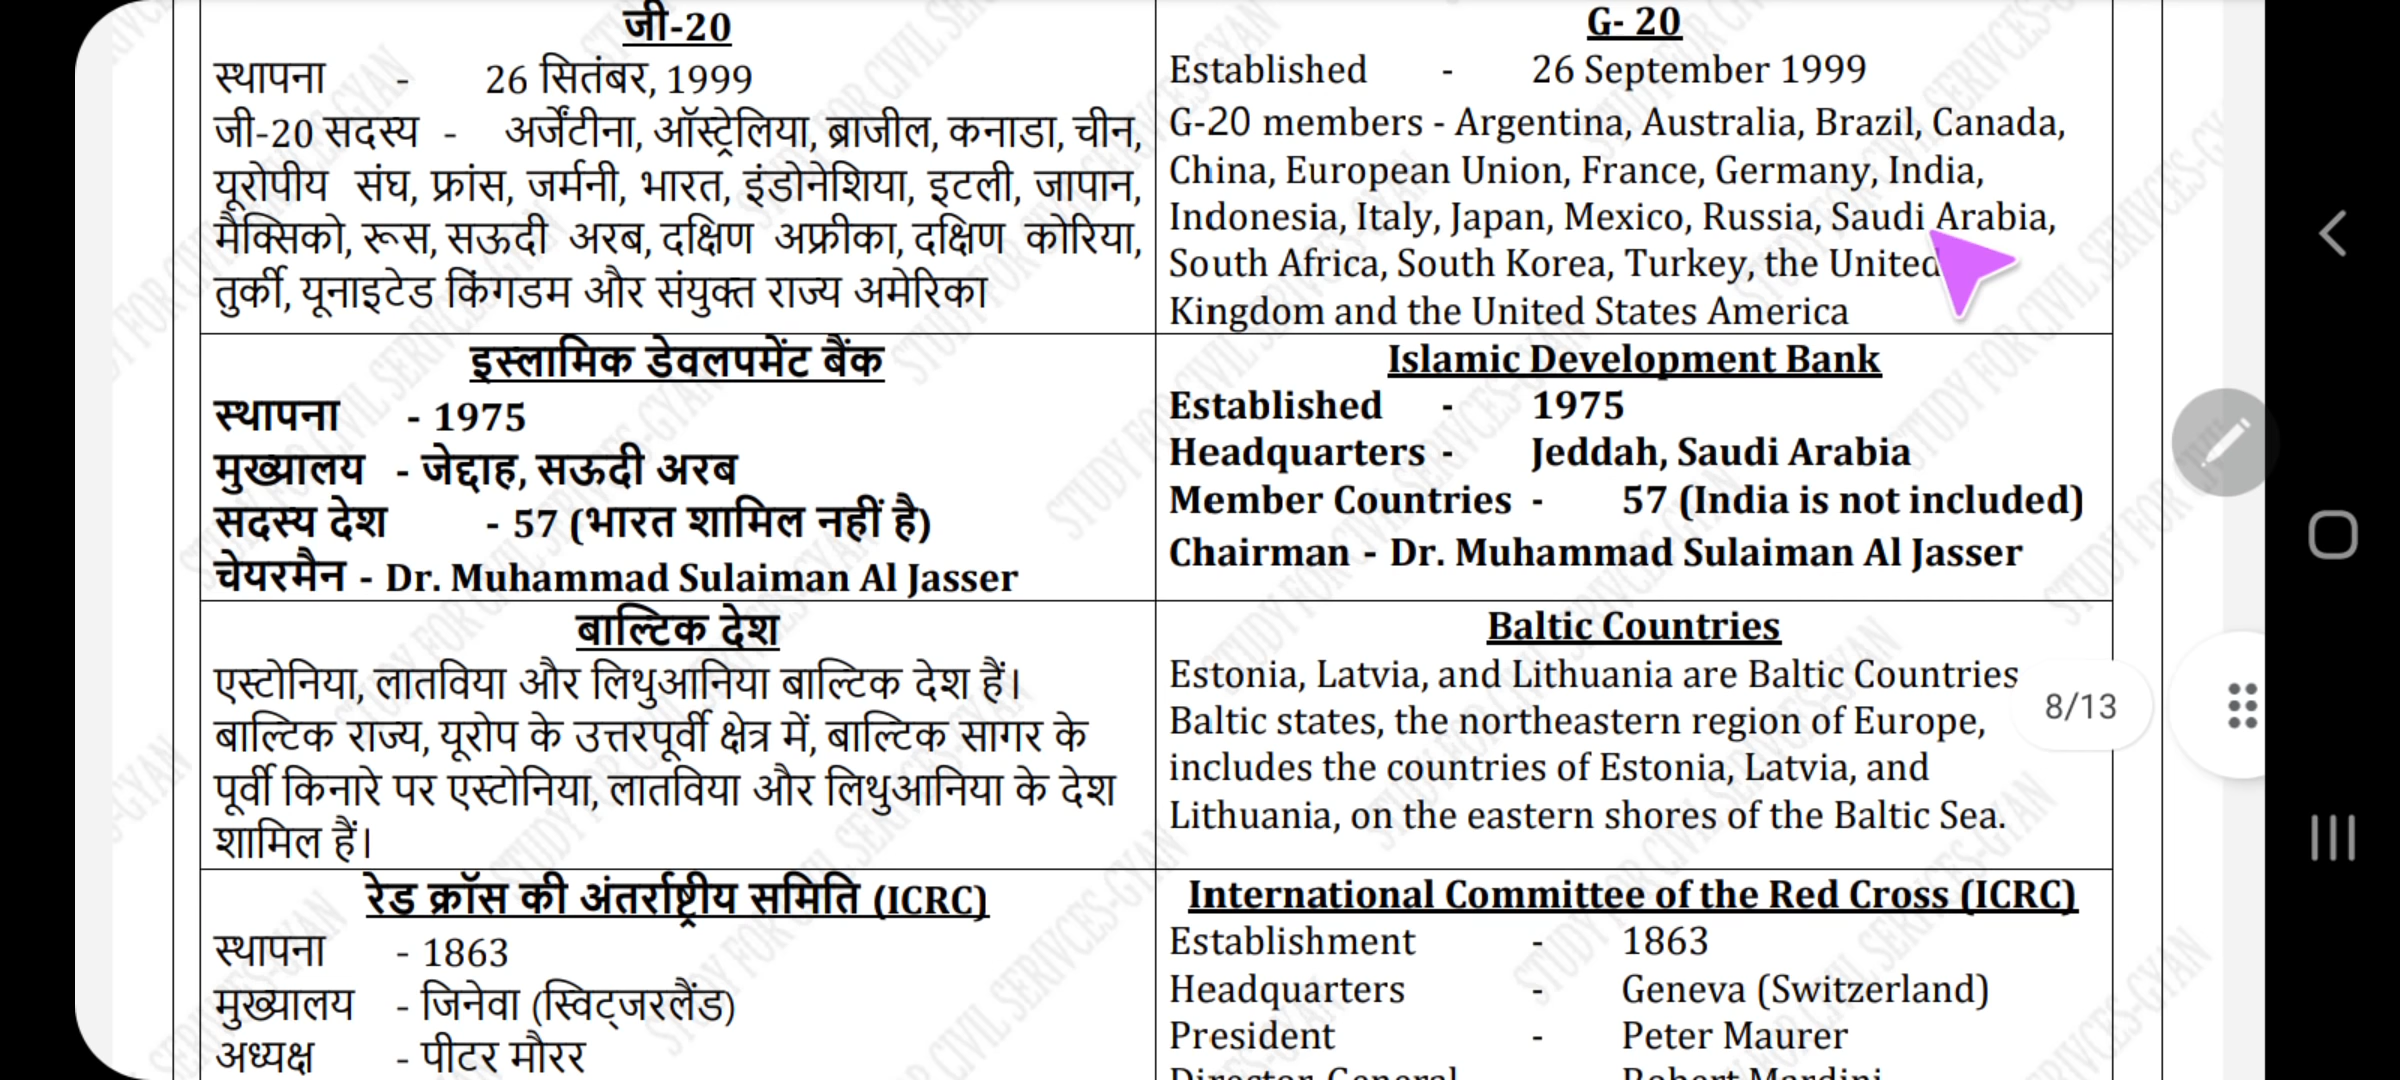 जी-20
स्थापना - 26 सितंबर, 1999
जी-20 सदस्य - अर्जेंटीना, ऑस्ट्रेलिया, ब्राजील, कनाडा, चीन,
यूरोपीय संघ, फ्रांस, जर्मनी, भारत, इंडोनेशिया, इटली, जापान,
मैक्सिको, रूस, सऊदी अरब, दक्षिण अफ्रीका, दक्षिण कोरिया,
तुर्की, यूनाइटेड किंगडम और संयुक्त राज्य अमेरिका
G- 20
Established - 26 September 1999
G-20 members - Argentina, Australia, Brazil, Canada,
China, European Union, France, Germany, India,
Indonesia, Italy, Japan, Mexico, Russia, Saudi Arabia,
South Africa, South Korea, Turkey, the United
Kingdom and the United States America
इस्लामिक डेवलपमेंट बैंक
स्थापना - 1975
मुख्यालय - जेद्दाह, सऊदी अरब
सदस्य देश - 57 (भारत शामिल नहीं है)
चेयरमैन - Dr. Muhammad Sulaiman Al Jasser
Islamic Development Bank
Established - 1975
Headquarters - Jeddah, Saudi Arabia
Member Countries - 57 (India is not included)
Chairman - Dr. Muhammad Sulaiman Al Jasser
बाल्टिक देश
एस्टोनिया, लातविया और लिथुआनिया बाल्टिक देश हैं।
बाल्टिक राज्य, यूरोप के उत्तरपूर्वी क्षेत्र में, बाल्टिक सागर के
पूर्वी किनारे पर एस्टोनिया, लातविया और लिथुआनिया के देश
शामिल हैं।
Baltic Countries
Estonia, Latvia, and Lithuania are Baltic Countries
Baltic states, the northeastern region of Europe,
includes the countries of Estonia, Latvia, and
Lithuania, on the eastern shores of the Baltic Sea.
8/13
रेड क्रॉस की अंतर्राष्ट्रीय समिति (ICRC)
स्थापना - 1863
मुख्यालय - जिनेवा (स्विट्जरलैंड)
अध्यक्ष - पीटर मौरर
International Committee of the Red Cross (ICRC)
Establishment - 1863
Headquarters - Geneva (Switzerland)
President - Peter Maurer
Director General Robert Mardini
STUDY FOR CIVIL SERIVCES-GYAN